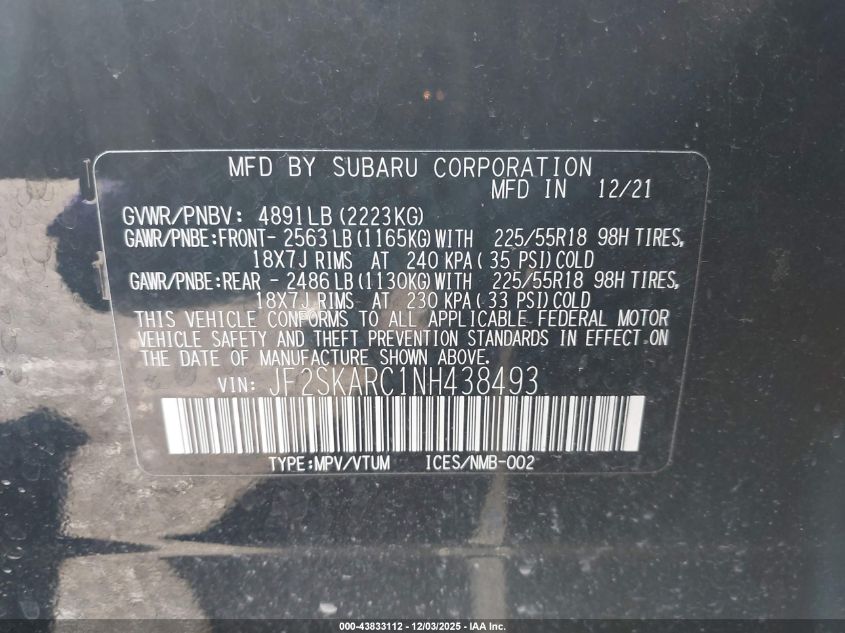 MFD BY SUBARU CORPORATION
MFD IN 12/21
GVWR/PNBV: 4891LB (2223KG)
GAWR/PNBE:FRONT- 2563 LB (1165KG) WITH 225/55R18 98H TIRES,
18X7J RIMS AT 240 KPA ( 35 PSI) COLD
GAWR/PNBE:REAR - 2486 LB (1130KG) WITH 225/55R18 98H TIRES,
18X7J RIMS AT 230 KPA ( 33 PSI) COLD
THIS VEHICLE CONFORMS TO ALL APPLICABLE FEDERAL MOTOR
VEHICLE SAFETY AND THEFT PREVENTION STANDARDS IN EFFECT ON
THE DATE OF MANUFACTURE SHOWN ABOVE.
VIN: JF2SKARC1NH438493
TYPE:MPV/VTUM ICES/NMB-002
000-43833112 - 12/03/2025 - IAA Inc.